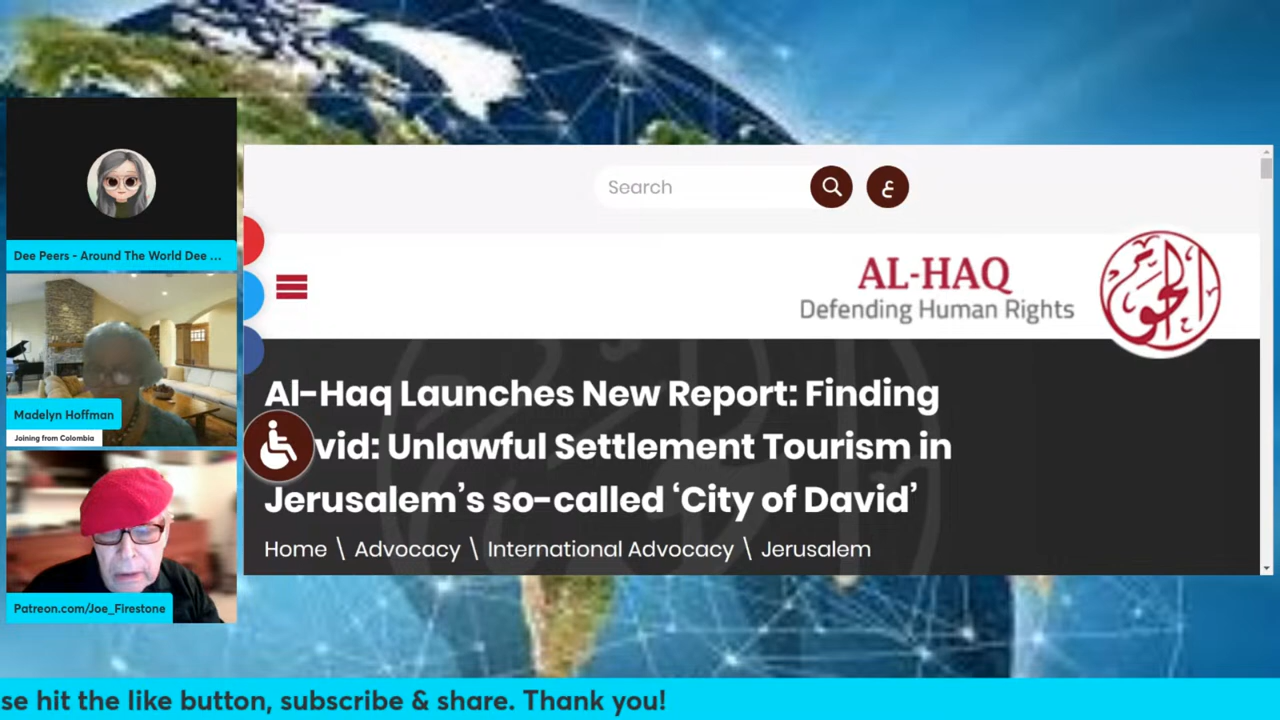 Dee Peers - Around The World Dee ...
Madelyn Hoffman
Joining from Colombia
Patreon.com/Joe_Firestone
Search
ع
AL-HAQ
Defending Human Rights
الحق
Al-Haq Launches New Report: Finding
vid: Unlawful Settlement Tourism in
Jerusalem's so-called ‘City of David’
Home \ Advocacy \ International Advocacy \ Jerusalem
se hit the like button, subscribe & share. Thank you!